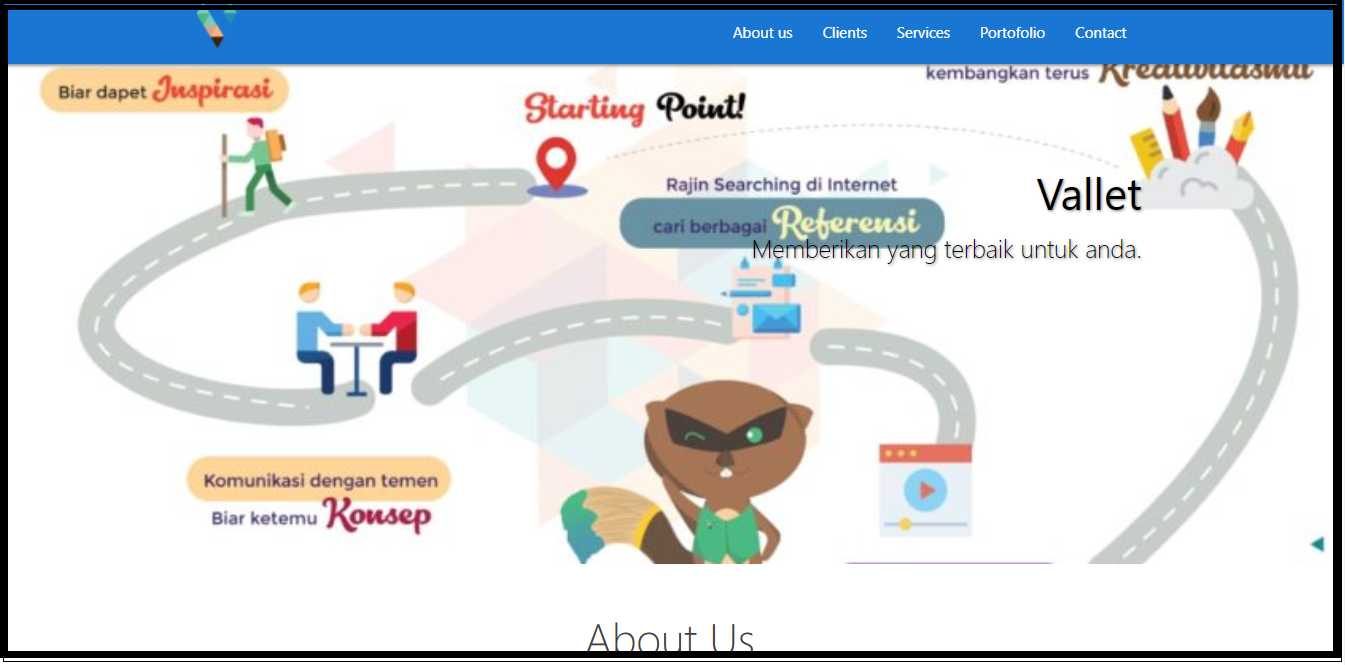 About us Clients Services Portofolio Contact
Biar dapet Inspirasi
kembangkan terus Kreativitasmu
Starting Point!
Rajin Searching di Internet
cari berbagai Referensi
Vallet
Memberikan yang terbaik untuk anda.
Komunikasi dengan temen
Biar ketemu Konsep
About Us